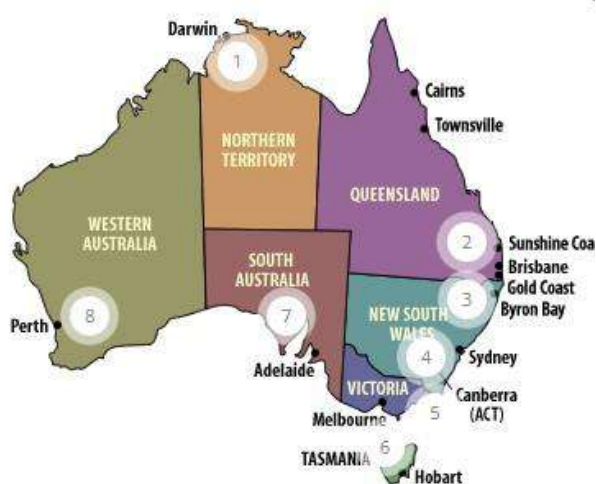 Darwin
1
Cairns
Townsville
NORTHERN
TERRITORY
QUEENSLAND
WESTERN
AUSTRALIA
2
Sunshine Coa
SOUTH
AUSTRALIA
Brisbane
Gold Coast
3
Byron Bay
8
7
NEW SOUTH
WALES
Perth
4
Sydney
Adelaide
VICTORIA
Canberra
(ACT)
5
Melbourne
6
TASMANIA
Hobart